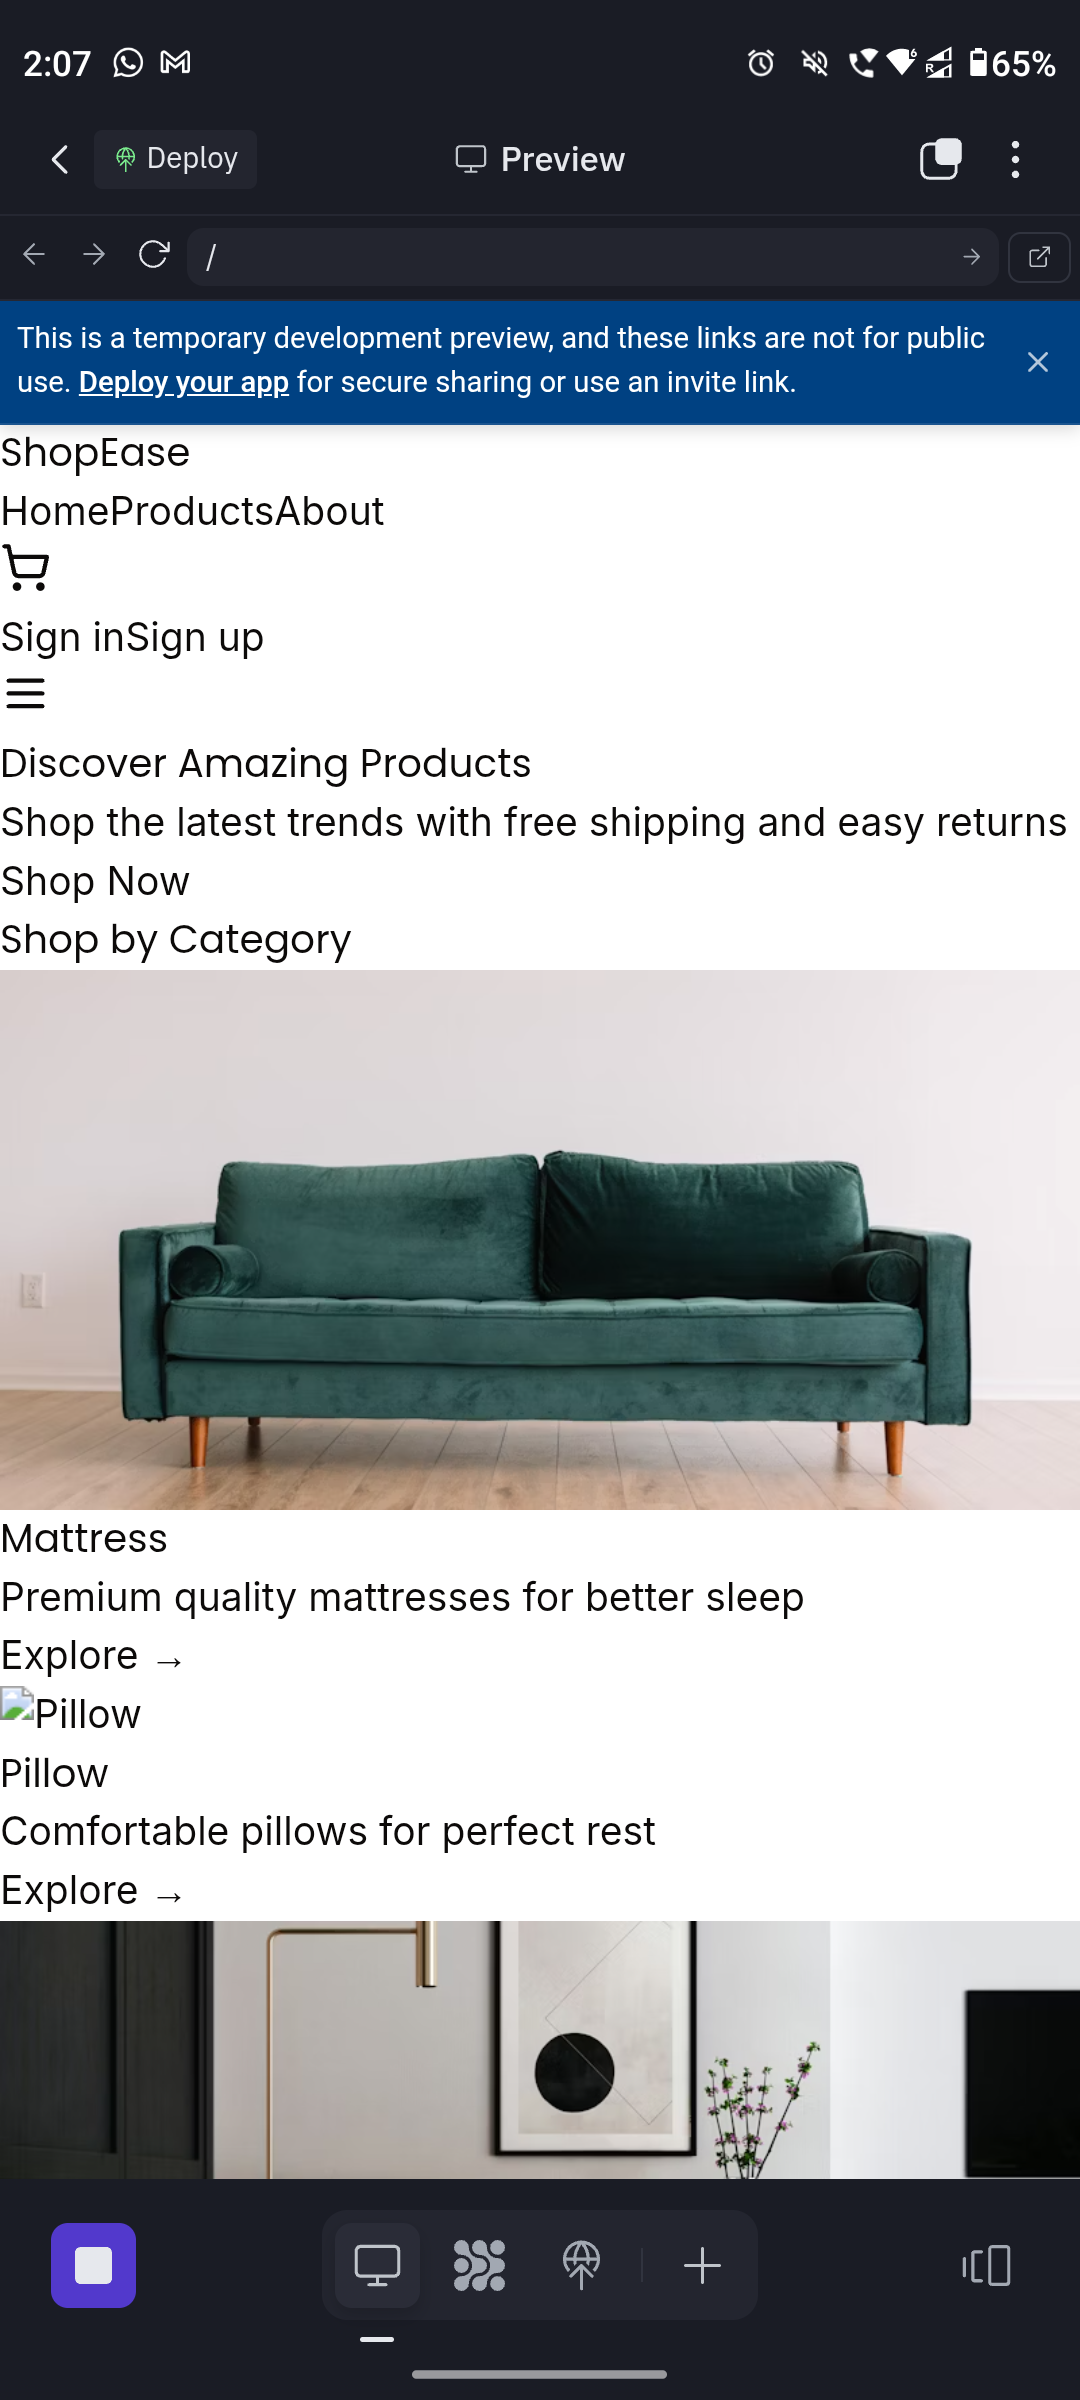 2:07
65%
Deploy
Preview
/
This is a temporary development preview, and these links are not for public
use. Deploy your app for secure sharing or use an invite link.
ShopEase
HomeProductsAbout
Sign inSign up
Discover Amazing Products
Shop the latest trends with free shipping and easy returns
Shop Now
Shop by Category
Mattress
Premium quality mattresses for better sleep
Explore →
Pillow
Pillow
Comfortable pillows for perfect rest
Explore →